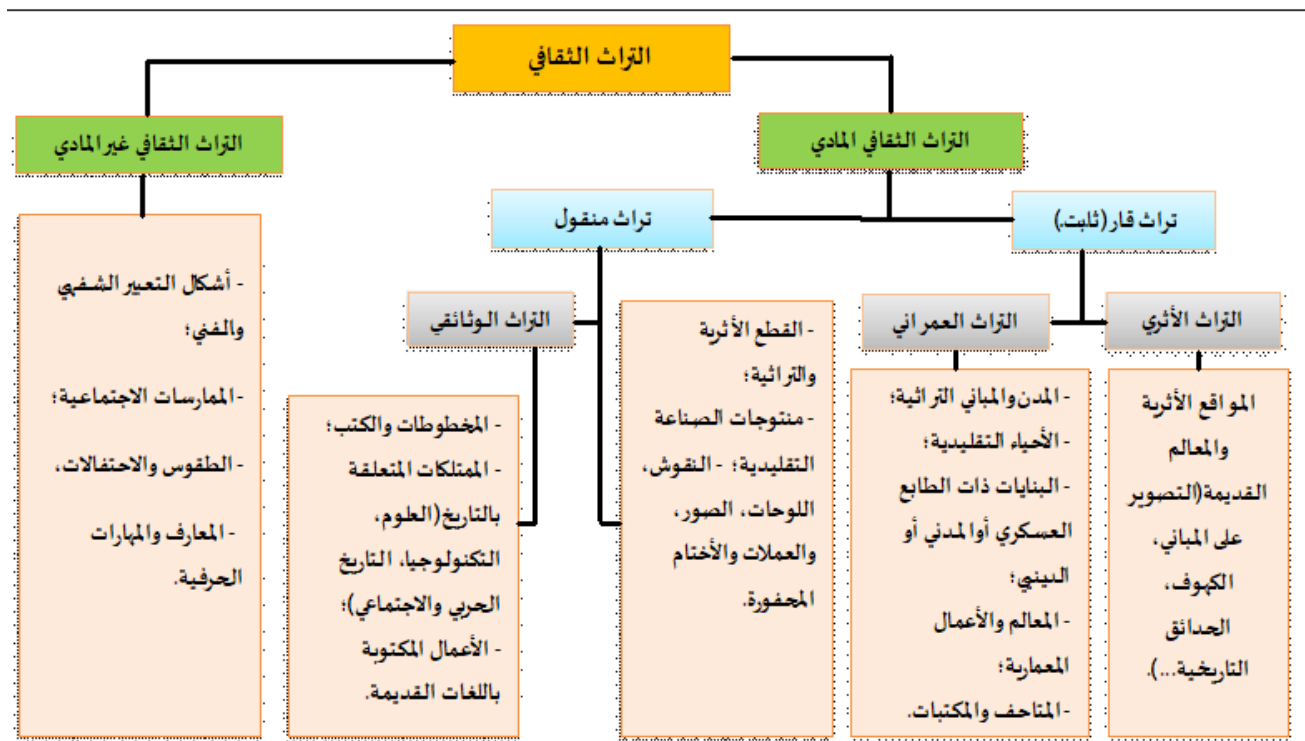 التراث الثقافي
التراث الثقافي المادي
التراث الثقافي غير المادي
تراث قار (ثابت.)
تراث منقول
التراث الأثري
التراث العمراني
التراث الوثائقي
المواقع الأثرية
والمعالم
القديمة(التصوير
على المباني،
الكهوف،
الحدائق
التاريخية...).
- المدن والمباني التراثية؛
- الأحياء التقليدية؛
- البنايات ذات الطابع
العسكري أو المدني أو
الديني؛
- المعالم والأعمال
المعمارية؛
- المتاحف والمكتبات.
- القطع الأثرية
والتراثية؛
- منتوجات الصناعة
التقليدية؛ - النقوش،
اللوحات، الصور،
والعملات والأختام
المحفورة.
- المخطوطات والكتب؛
- الممتلكات المتعلقة
بالتاريخ(العلوم،
التكنولوجيا، التاريخ
الحربي والاجتماعي)؛
- الأعمال المكتوبة
باللغات القديمة.
- أشكال التعبير الشفهي
والفني؛
- الممارسات الاجتماعية؛
- الطقوس والاحتفالات،
- المعارف والمهارات
الحرفية.